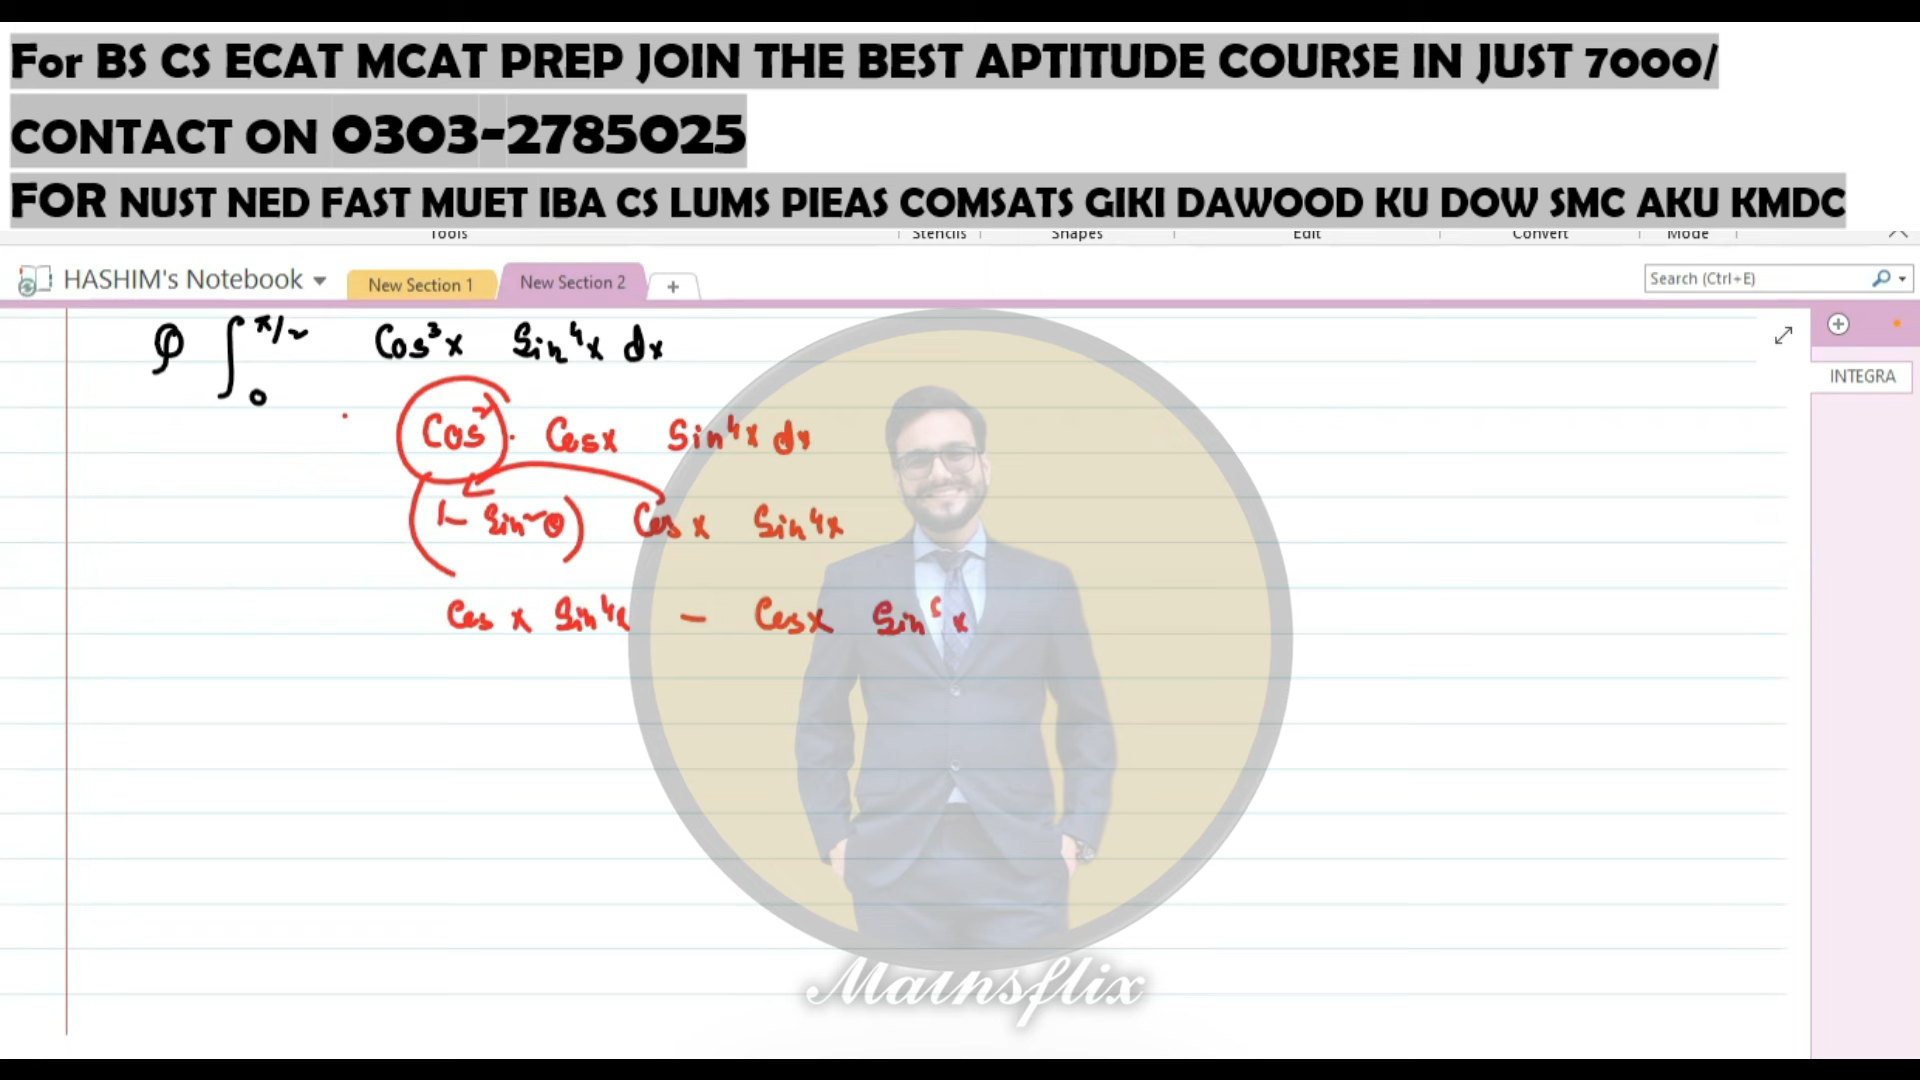 For BS CS ECAT MCAT PREP JOIN THE BEST APTITUDE COURSE IN JUST 7000/
CONTACT ON 0303-2785025
FOR NUST NED FAST MUET IBA CS LUMS PIEAS COMSATS GIKI DAWOOD KU DOW SMC AKU KMDC
Tools Stencils Shapes Edit Convert Mode
HASHIM's Notebook New Section 1 New Section 2 + Search (Ctrl+E)
INTEGRA
∫₀^π/2 Cos³x Sin⁴x dx
Cos² · Cosx Sin⁴x dx
(1 - Sin²θ) Cos x Sin⁴x
Cos x Sin⁴x - Cosx Sin⁶x
Mainsflix